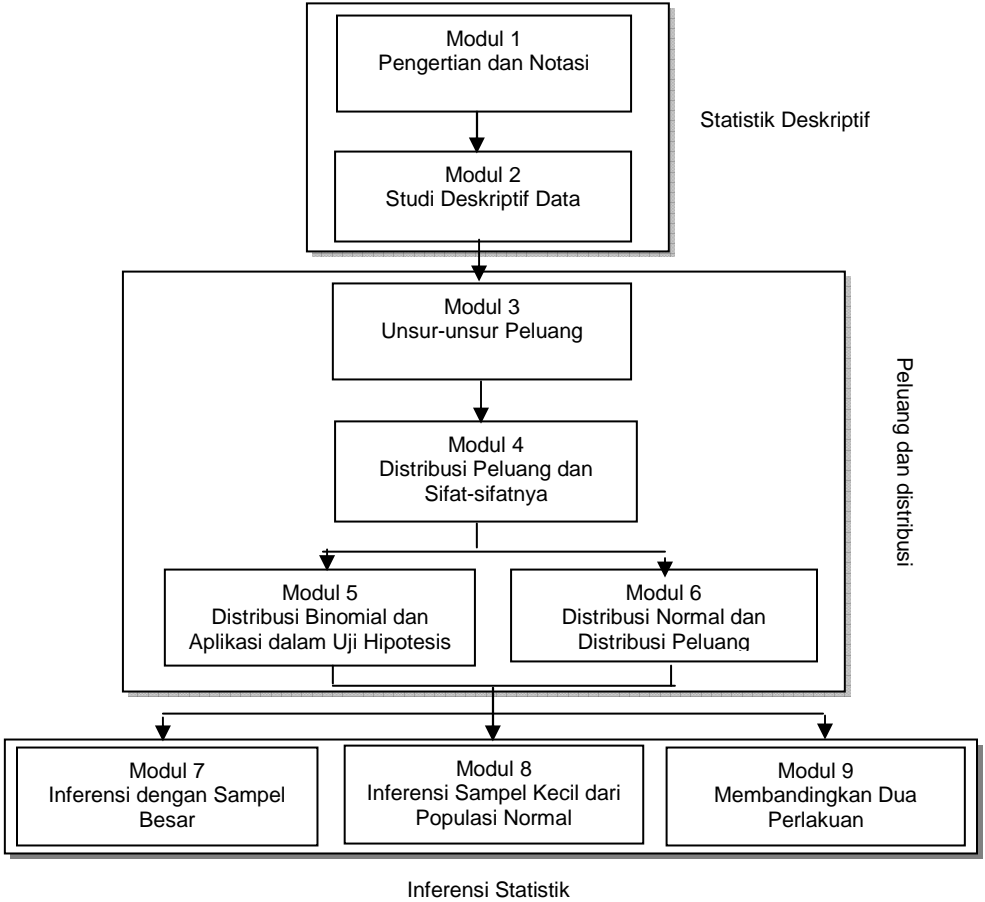 Modul 1
Pengertian dan Notasi
Statistik Deskriptif
Modul 2
Studi Deskriptif Data
Modul 3
Unsur-unsur Peluang
Peluang dan distribusi
Modul 4
Distribusi Peluang dan
Sifat-sifatnya
Modul 5
Distribusi Binomial dan
Aplikasi dalam Uji Hipotesis
Modul 6
Distribusi Normal dan
Distribusi Peluang
Modul 7
Inferensi dengan Sampel
Besar
Modul 8
Inferensi Sampel Kecil dari
Populasi Normal
Modul 9
Membandingkan Dua
Perlakuan
Inferensi Statistik